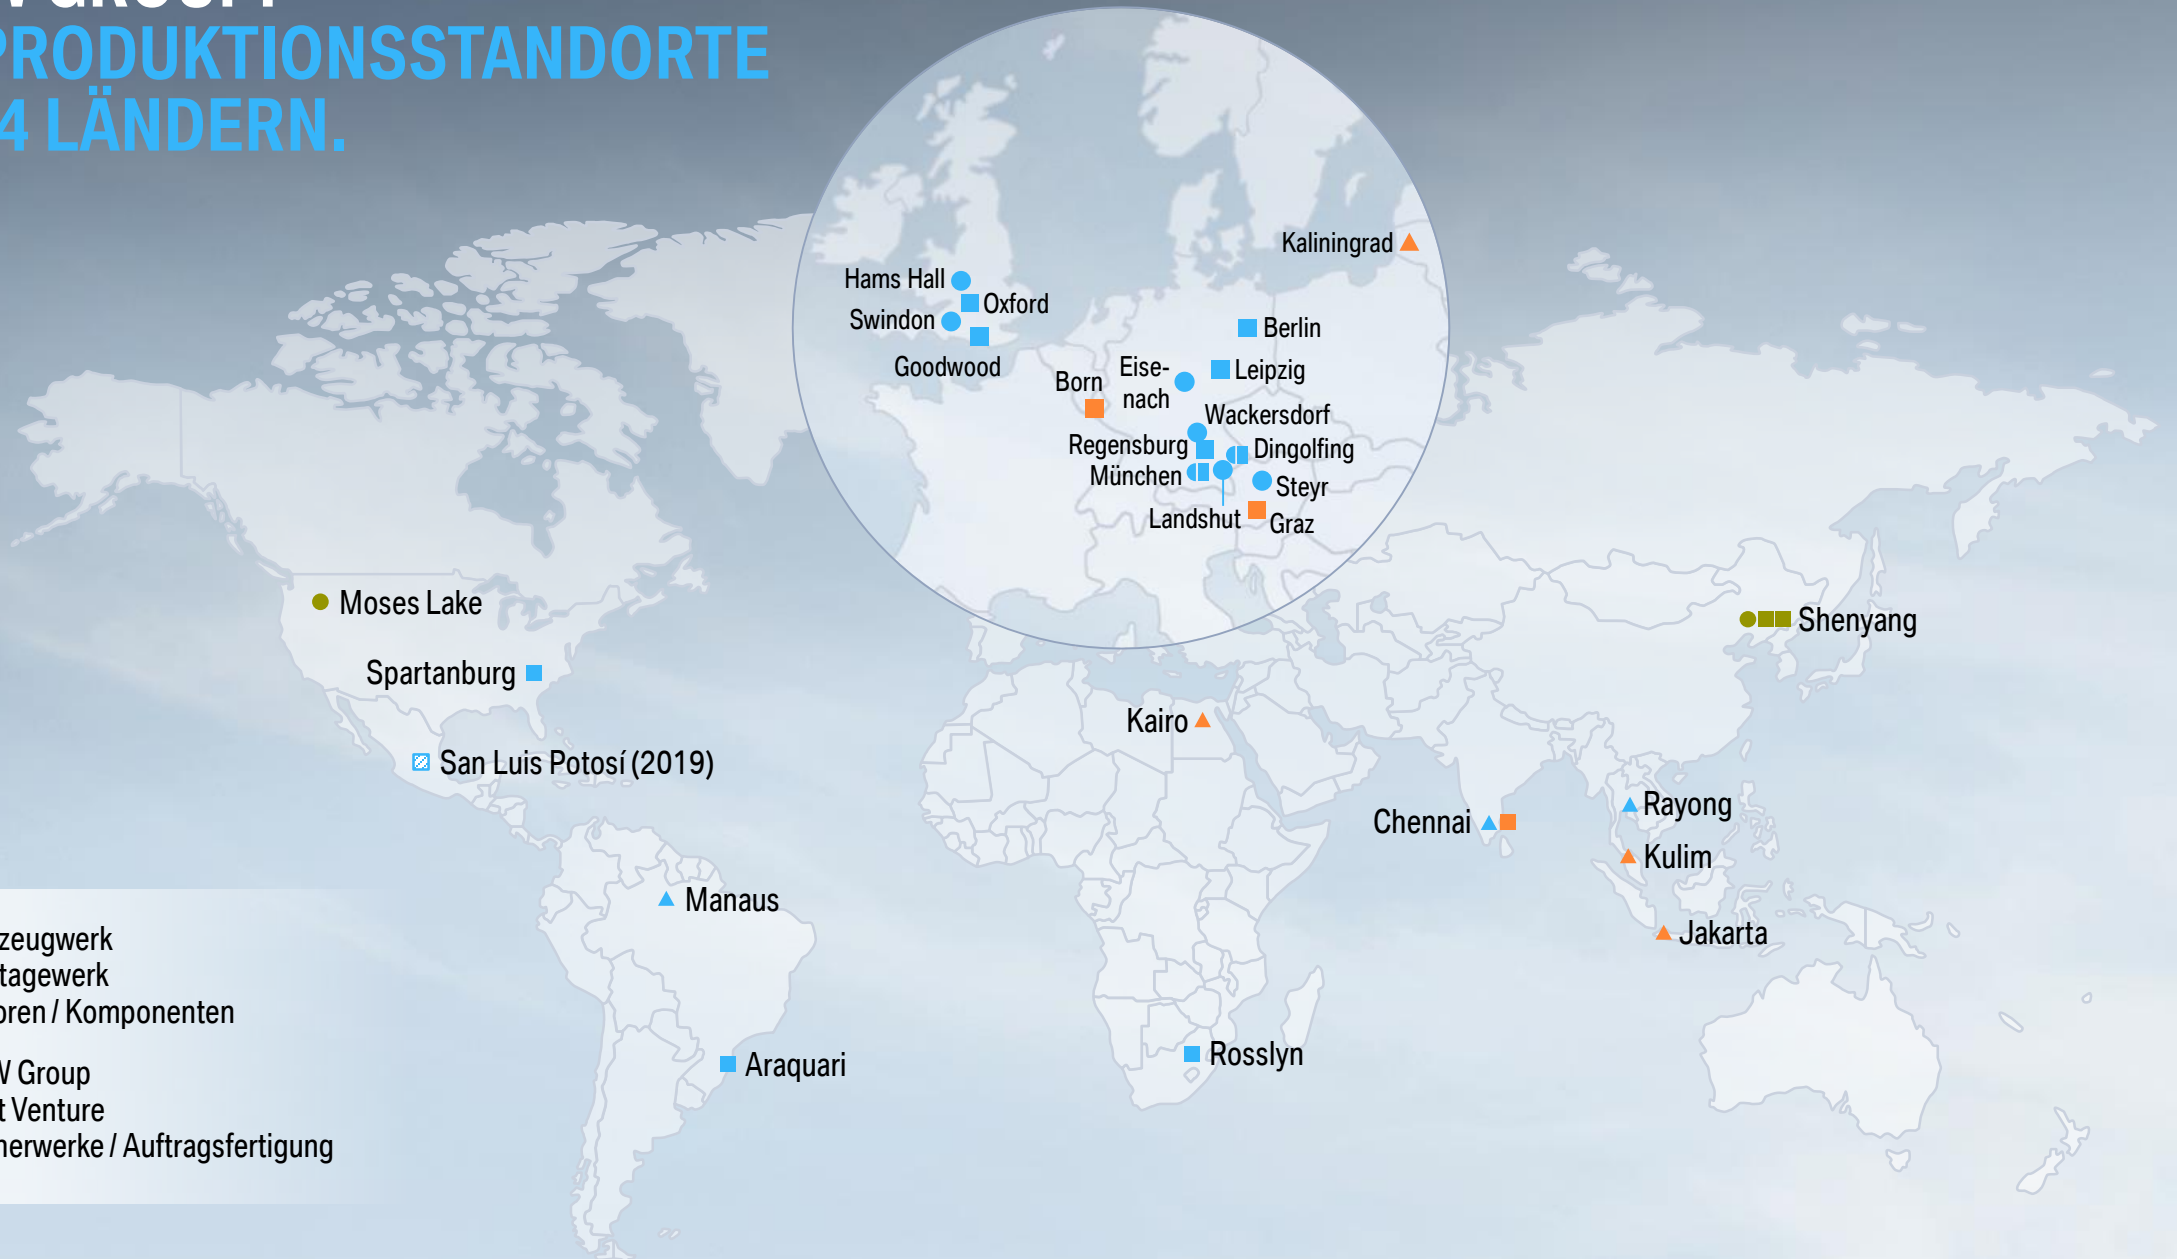 PRODUKTIONSSTANDORTE
4 LÄNDERN.
Kaliningrad
Hams Hall
Oxford
Swindon
Goodwood
Berlin
Leipzig
Eise-
nach
Born
Wackersdorf
Regensburg
Dingolfing
München
Steyr
Landshut
Graz
Moses Lake
Spartanburg
San Luis Potosí (2019)
Manaus
Araquari
Kairo
Rosslyn
Chennai
Shenyang
Rayong
Kulim
Jakarta
zeugwerk
tagewerk
oren / Komponenten
W Group
t Venture
nerwerke / Auftragsfertigung